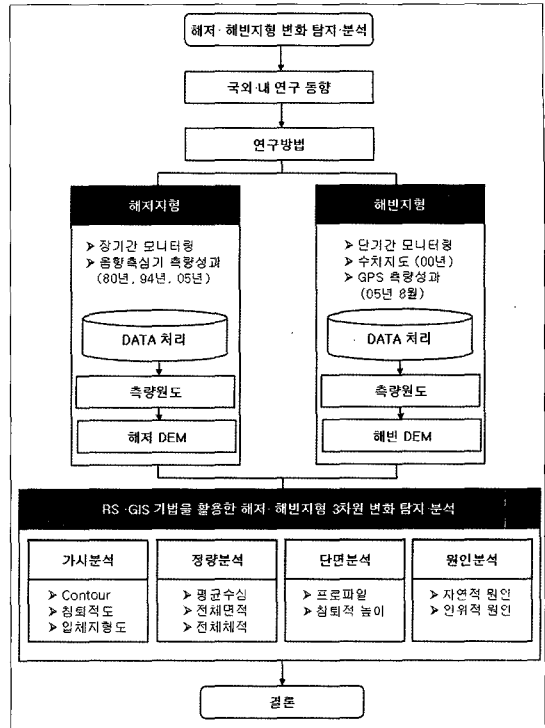 해저·해빈지형 변화 탐지·분석
국외·내 연구 동향
연구방법
해저지형
➢ 장기간 모니터링
➢ 음향측심기 측량성과
(80년, 94년, 05년)
DATA 처리
측량원도
해저 DEM
해빈지형
➢ 단기간 모니터링
➢ 수치지도 (00년)
➢ GPS 측량성과
(05년 8월)
DATA 처리
측량원도
해빈 DEM
RS·GIS 기법을 활용한 해저·해빈지형 3차원 변화 탐지·분석
가시분석
➢ Contour
➢ 침퇴적도
➢ 입체지형도
정량분석
➢ 평균수심
➢ 전체면적
➢ 전체체적
단면분석
➢ 프로파일
➢ 침퇴적 높이
원인분석
➢ 자연적 원인
➢ 인위적 원인
결론